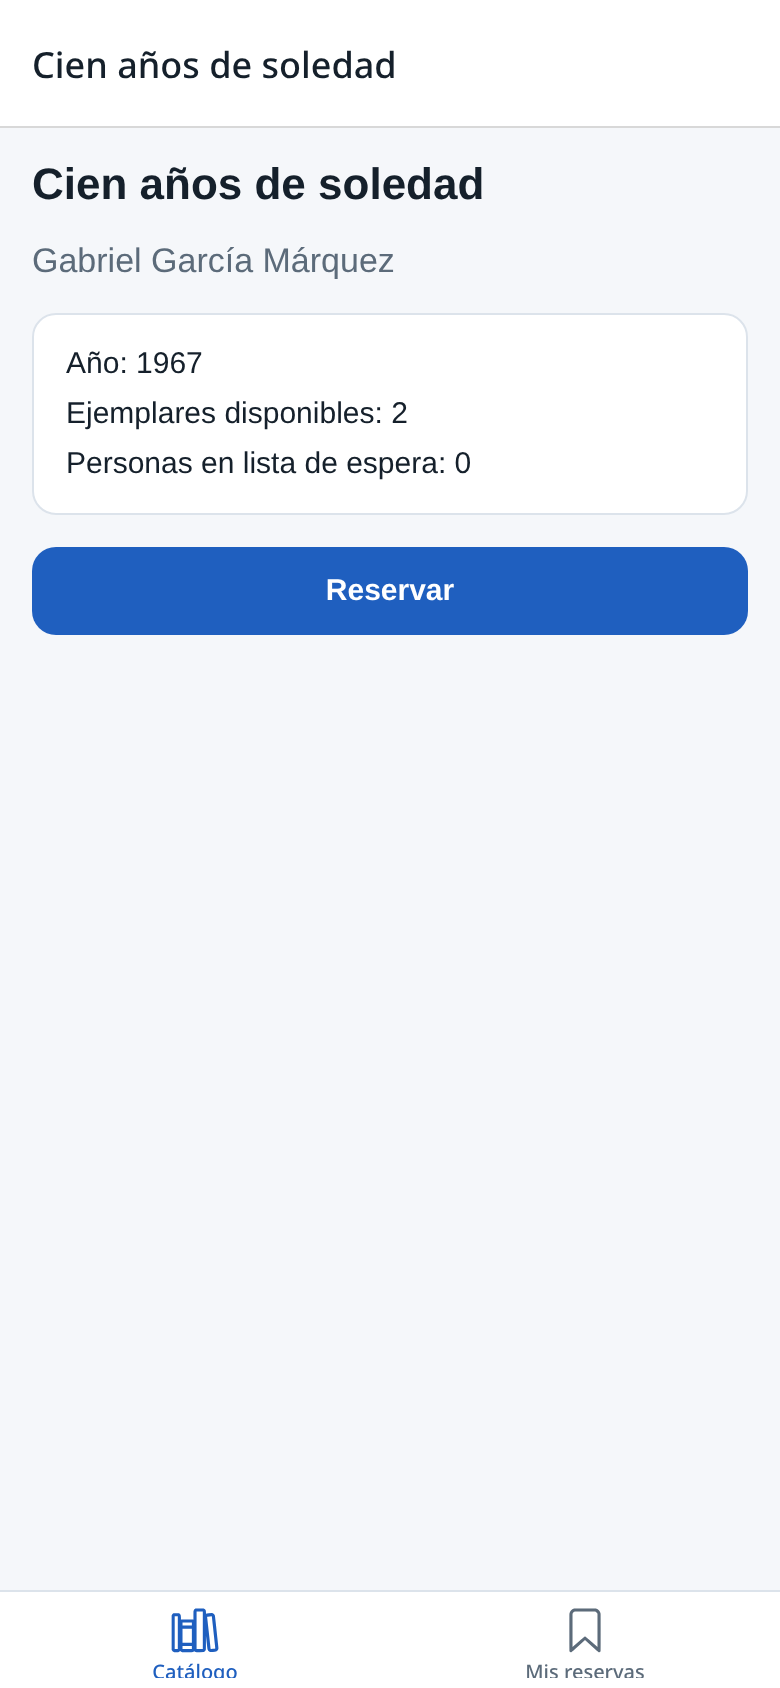 Cien años de soledad
Cien años de soledad
Gabriel García Márquez
Año: 1967
Ejemplares disponibles: 2
Personas en lista de espera: 0
Reservar
Catálogo
Mis reservas